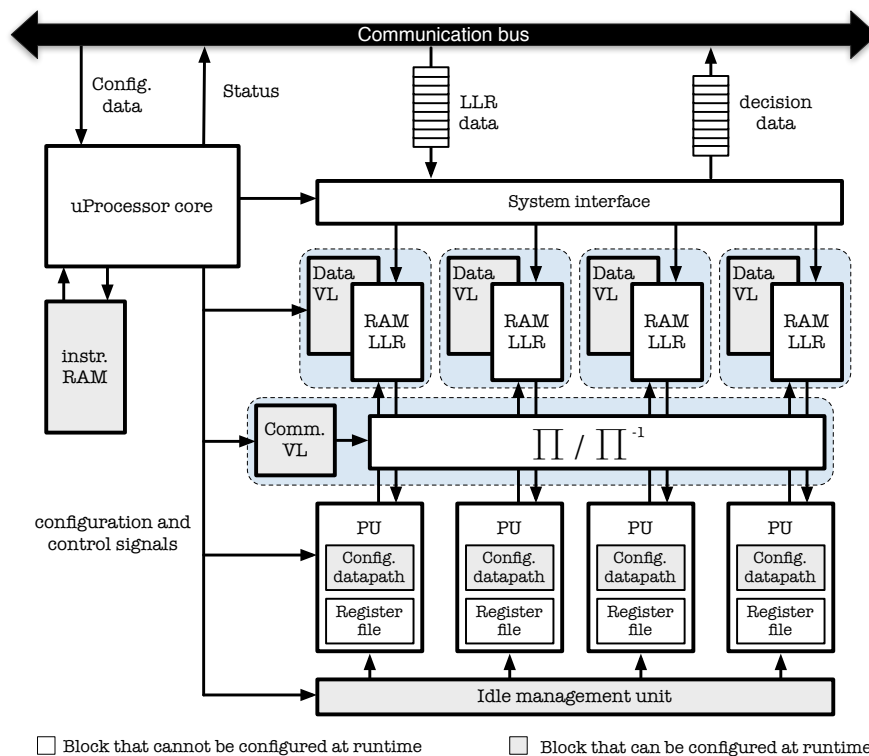 Communication bus
Config.
data
Status
LLR
data
decision
data
uProcessor core
System interface
Data
VL
Data
VL
Data
VL
Data
VL
RAM
LLR
RAM
LLR
RAM
LLR
RAM
LLR
instr.
RAM
Comm.
VL
∏ / ∏⁻¹
configuration and
control signals
PU
PU
PU
PU
Config.
datapath
Config.
datapath
Config.
datapath
Config.
datapath
Register
file
Register
file
Register
file
Register
file
Idle management unit
Block that cannot be configured at runtime
Block that can be configured at runtime